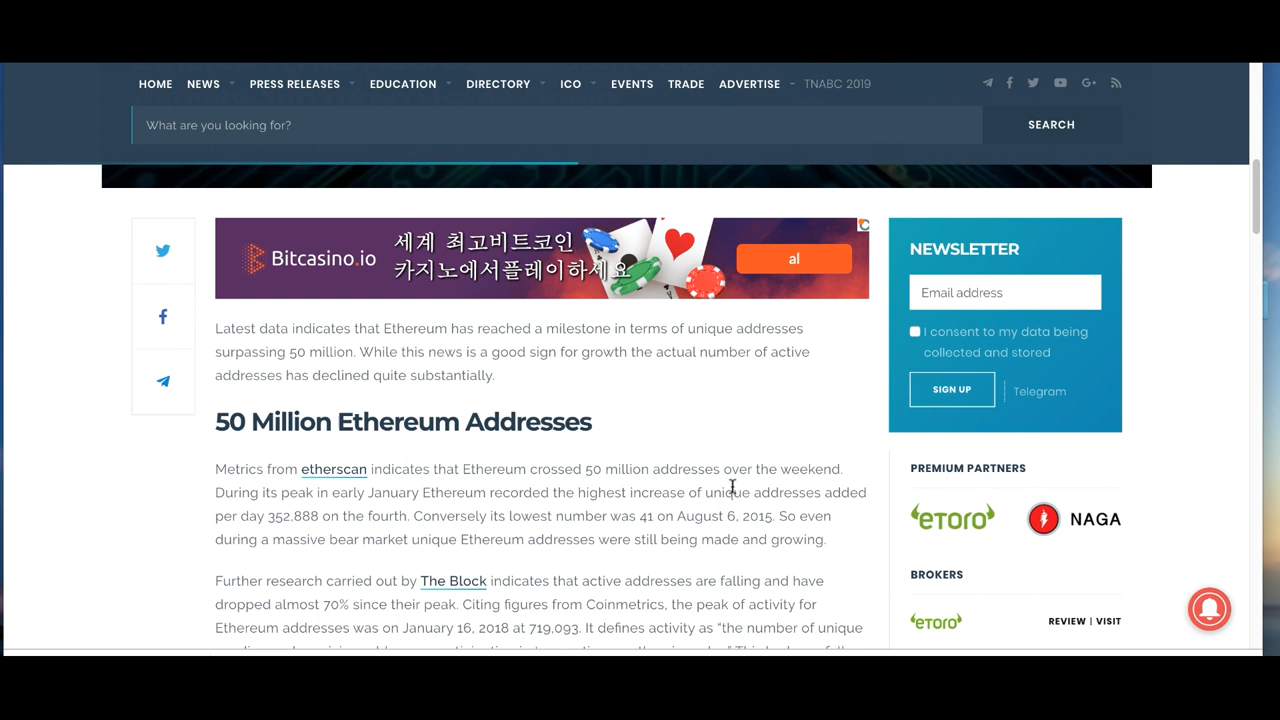 HOME NEWS PRESS RELEASES EDUCATION DIRECTORY ICO EVENTS TRADE ADVERTISE - TNABC 2019
What are you looking for? SEARCH
Bitcasino.io
세계 최고비트코인
카지노에서플레이하세요
al
Latest data indicates that Ethereum has reached a milestone in terms of unique addresses
surpassing 50 million. While this news is a good sign for growth the actual number of active
addresses has declined quite substantially.
50 Million Ethereum Addresses
Metrics from etherscan indicates that Ethereum crossed 50 million addresses over the weekend.
During its peak in early January Ethereum recorded the highest increase of unique addresses added
per day 352,888 on the fourth. Conversely its lowest number was 41 on August 6, 2015. So even
during a massive bear market unique Ethereum addresses were still being made and growing.
Further research carried out by The Block indicates that active addresses are falling and have
dropped almost 70% since their peak. Citing figures from Coinmetrics, the peak of activity for
Ethereum addresses was on January 16, 2018 at 719,093. It defines activity as “the number of unique
NEWSLETTER
Email address
I consent to my data being
collected and stored
SIGN UP
Telegram
PREMIUM PARTNERS
eToro
NAGA
BROKERS
eToro
REVIEW | VISIT